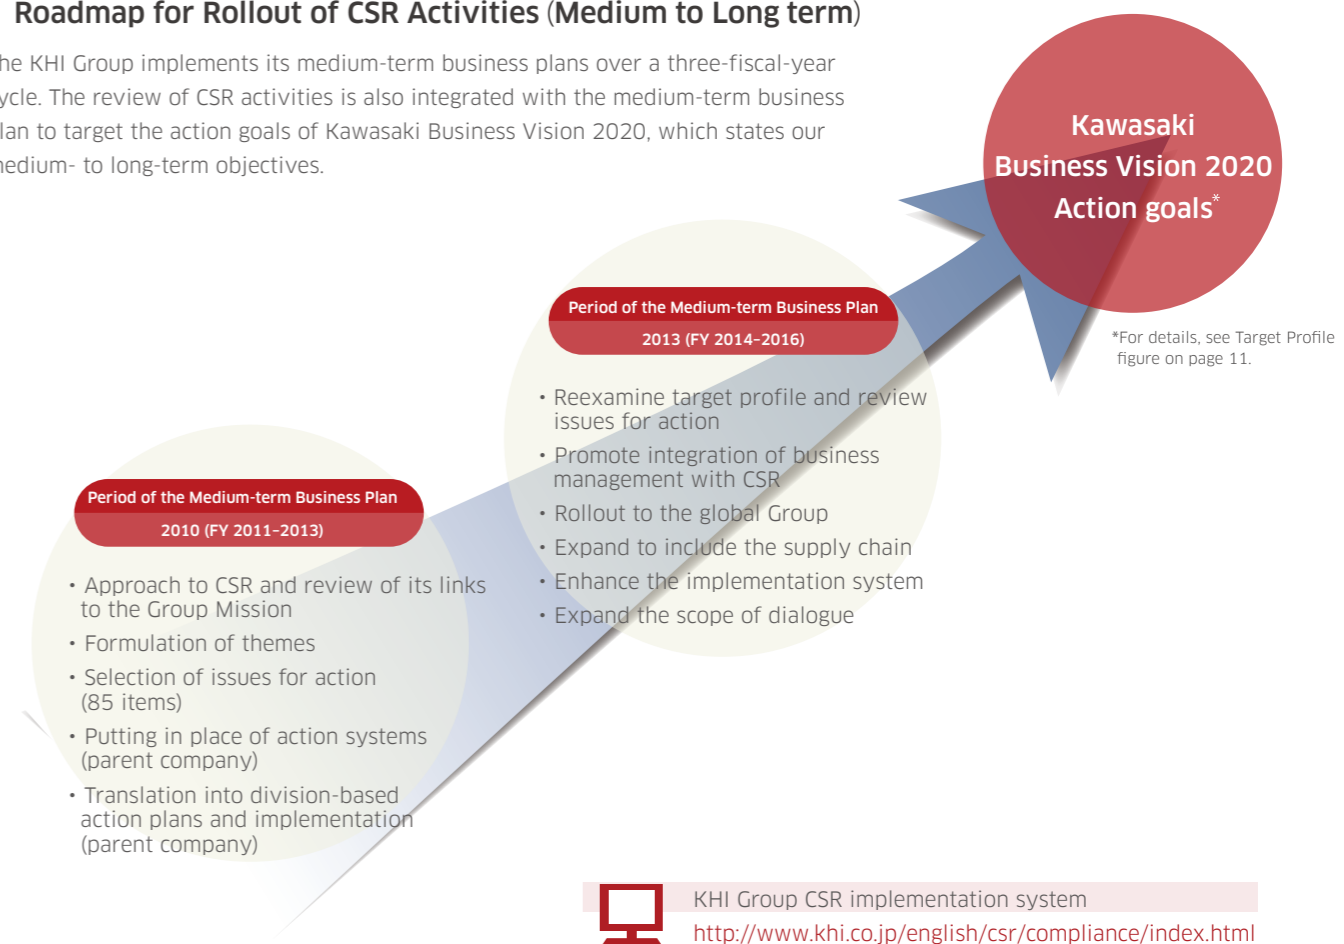 Roadmap for Rollout of CSR Activities (Medium to Long term)
he KHI Group implements its medium-term business plans over a three-fiscal-year
ycle. The review of CSR activities is also integrated with the medium-term business
lan to target the action goals of Kawasaki Business Vision 2020, which states our
nedium- to long-term objectives.
Kawasaki
Business Vision 2020
Action goals*
*For details, see Target Profile
figure on page 11.
Period of the Medium-term Business Plan
2013 (FY 2014–2016)
• Reexamine target profile and review
issues for action
• Promote integration of business
management with CSR
• Rollout to the global Group
• Expand to include the supply chain
• Enhance the implementation system
• Expand the scope of dialogue
Period of the Medium-term Business Plan
2010 (FY 2011–2013)
• Approach to CSR and review of its links
to the Group Mission
• Formulation of themes
• Selection of issues for action
(85 items)
• Putting in place of action systems
(parent company)
• Translation into division-based
action plans and implementation
(parent company)
KHI Group CSR implementation system
http://www.khi.co.jp/english/csr/compliance/index.html